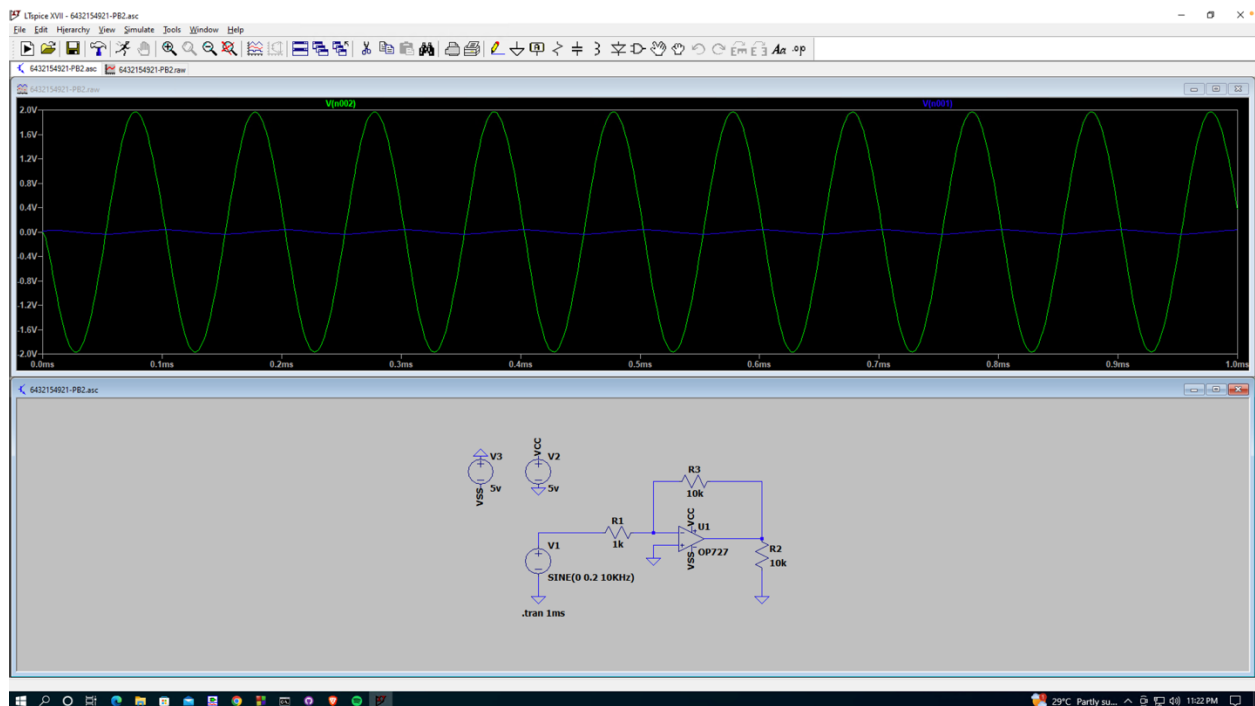 LTspice XVII - 6432154921-PB2.asc
File Edit Hierarchy View Simulate Tools Window Help
6432154921-PB2.asc 6432154921-PB2.raw
6432154921-PB2.raw
V(n002) V(n001)
2.0V
1.6V
1.2V
0.8V
0.4V
0.0V
-0.4V
-0.8V
-1.2V
-1.6V
-2.0V
0.0ms 0.1ms 0.2ms 0.3ms 0.4ms 0.5ms 0.6ms 0.7ms 0.8ms 0.9ms 1.0ms
6432154921-PB2.asc
V3
5v
VSS
VCC
V2
5v
R3
10k
R1
1k
VCC
U1
OP727
VSS
R2
10k
V1
SINE(0 0.2 10KHz)
.tran 1ms
29°C Partly su... 11:22 PM